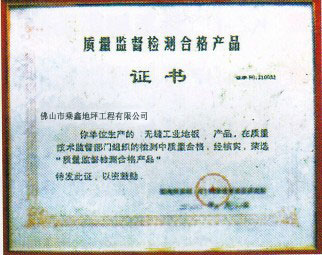 质量监督检测合格产品
证书
佛山市乘鑫地坪工程有限公司
你单位生产的:无缝工业地板 产品，在质量
技术监督部门组织的检测中质量合格，经核实，荣选
“质量监督检测合格产品”
特发此证，以资鼓励。